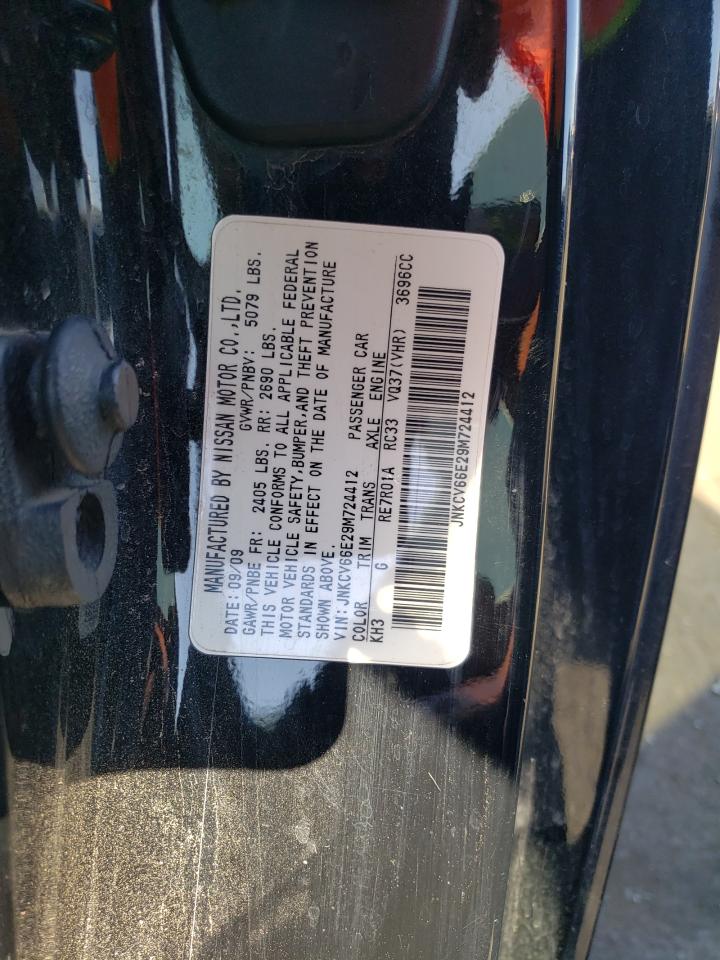 MANUFACTURED BY NISSAN MOTOR CO.,LTD.
DATE: 09/09 GVWR/PNBV: 5079 LBS.
GAWR/PNBE FR: 2405 LBS. RR: 2690 LBS.
THIS VEHICLE CONFORMS TO ALL APPLICABLE FEDERAL
MOTOR VEHICLE SAFETY,BUMPER,AND THEFT PREVENTION
STANDARDS IN EFFECT ON THE DATE OF MANUFACTURE
SHOWN ABOVE.
VIN:JNKCV66E29M724412 PASSENGER CAR
COLOR TRIM TRANS AXLE ENGINE
KH3 G RE7R01A RC33 VQ37(VHR) 3696CC
JNKCV66E29M724412